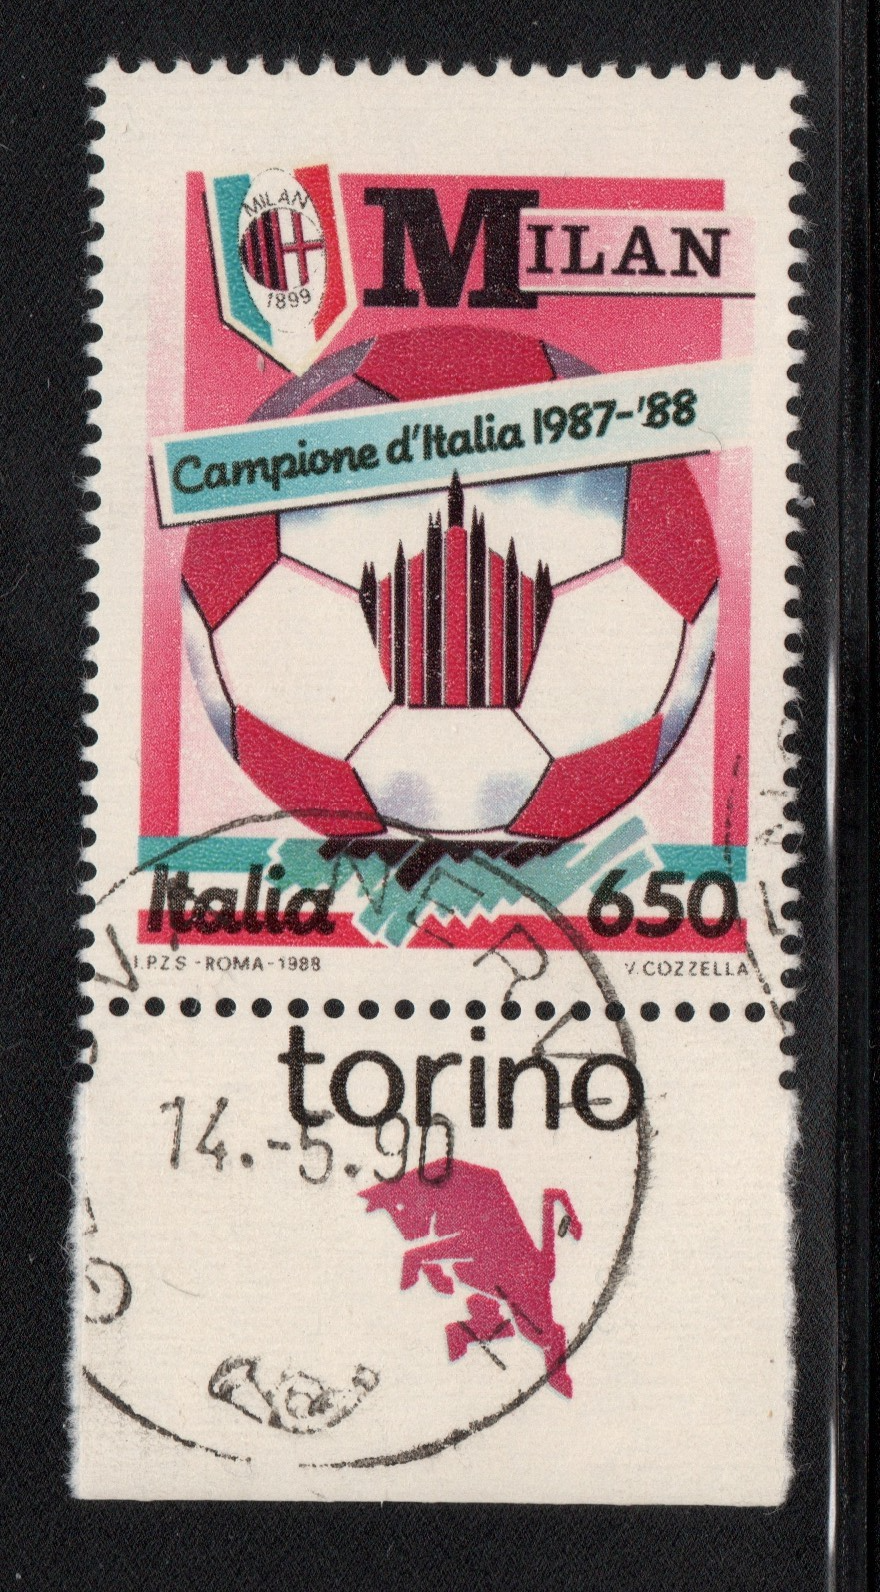 MILAN
1899
MILAN
Campione d'Italia 1987-'88
Italia 650
I.P.Z.S - ROMA - 1988 V. COZZELLA
torino
14.-5.90